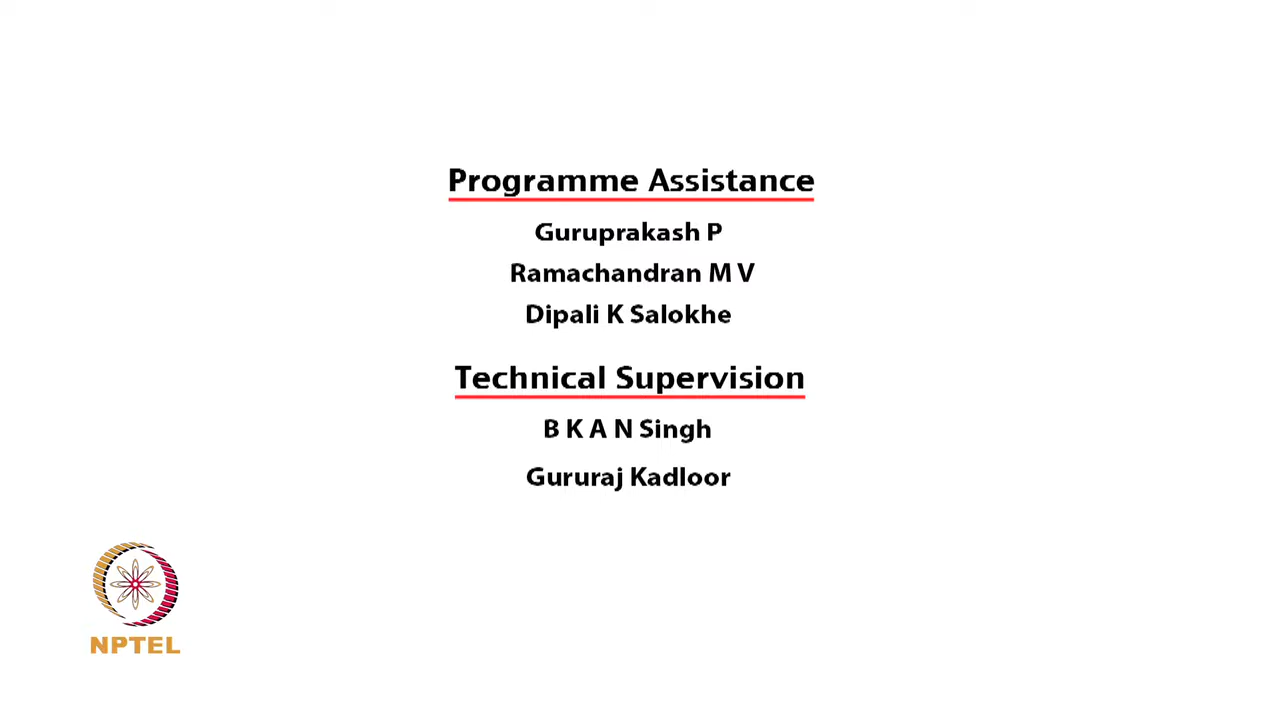 Programme Assistance
Guruprakash P
Ramachandran M V
Dipali K Salokhe
Technical Supervision
B K A N Singh
Gururaj Kadloor
NPTEL